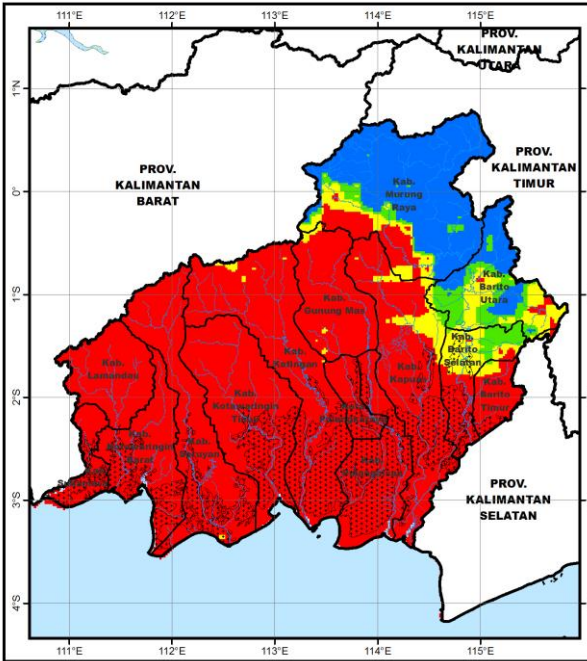 111°E 112°E 113°E 114°E 115°E
PROV.
KALIMANTAN
UTARA
1°N
PROV.
KALIMANTAN
BARAT
PROV.
KALIMANTAN
TIMUR
Kab.
Murung
Raya
0°
Kab.
Barito
Utara
1°S
Kab.
Gunung Mas
Kab.
Barito
Selatan
Kab.
Lamandau
Kab.
Katingan
Kab.
Kapuas
Kab.
Barito
Timur
2°S
Kab.
Kotawaringin
Timur
Kab.
Kotawaringin
Barat
Kab.
Seruyan
Kab.
3°S
PROV.
KALIMANTAN
SELATAN
4°S
111°E 112°E 113°E 114°E 115°E